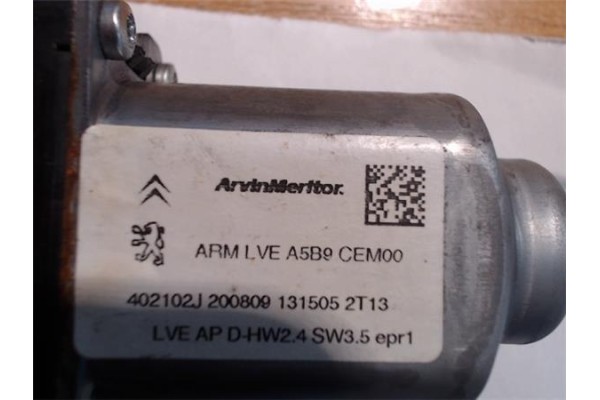 ArvinMeritor.
ARM LVE A5B9 CEM00
402102J 200809 131505 2T13
LVE AP D-HW2.4 SW3.5 epr1